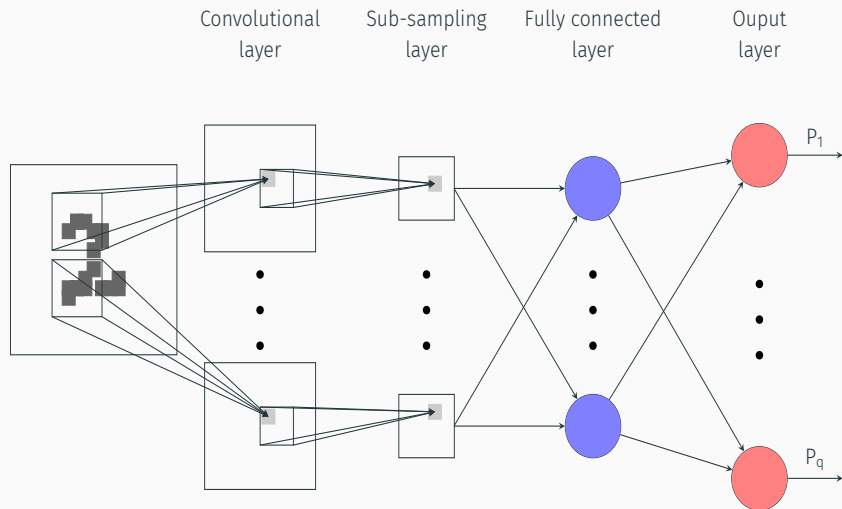 Convolutional
layer
Sub-sampling
layer
Fully connected
layer
Ouput
layer
P1
Pq